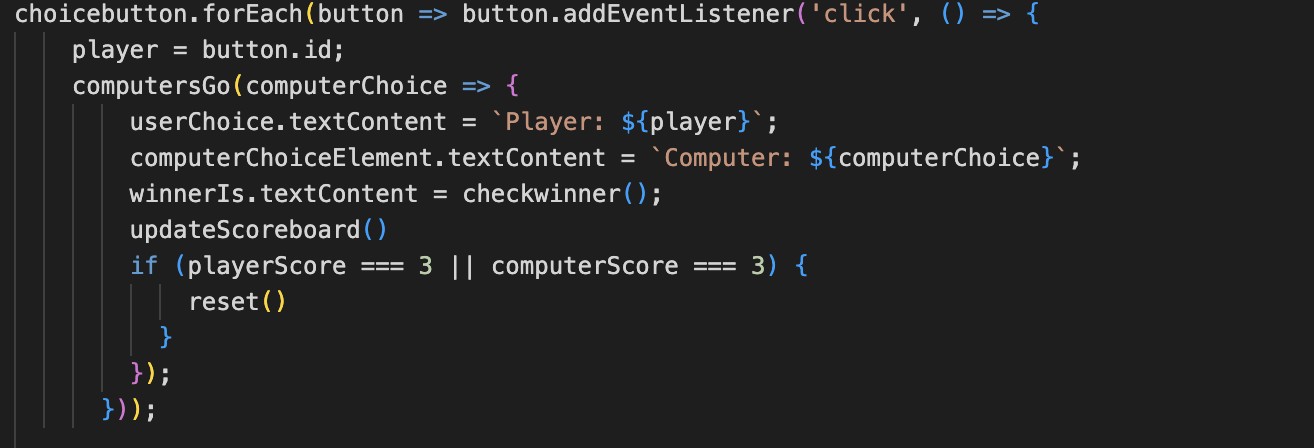 choicebutton.forEach(button => button.addEventListener('click', () => {
player = button.id;
computersGo(computerChoice => {
userChoice.textContent = `Player: ${player}`;
computerChoiceElement.textContent = `Computer: ${computerChoice}`;
winnerIs.textContent = checkwinner();
updateScoreboard()
if (playerScore === 3 || computerScore === 3) {
reset()
}
});
}));